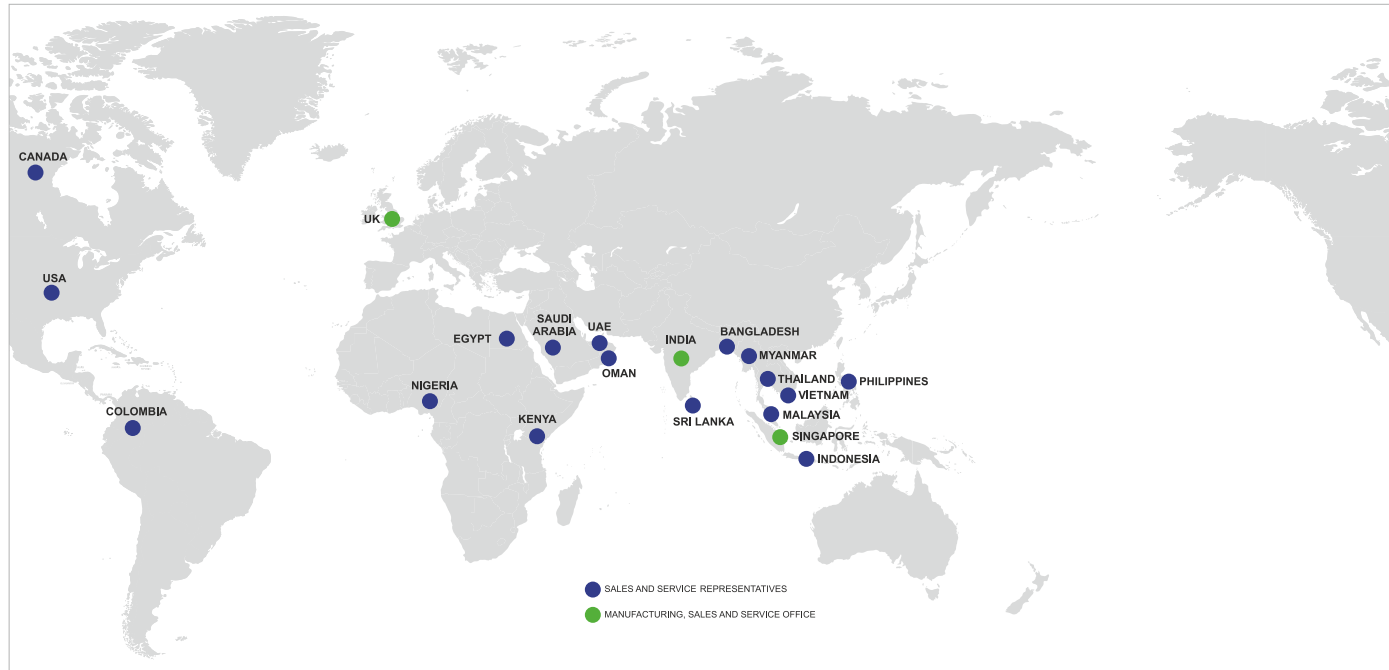 CANADA
UK
USA
EGYPT
SAUDI
ARABIA
UAE
OMAN
INDIA
BANGLADESH
MYANMAR
THAILAND
PHILIPPINES
VIETNAM
NIGERIA
COLOMBIA
KENYA
SRI LANKA
MALAYSIA
SINGAPORE
INDONESIA
SALES AND SERVICE REPRESENTATIVES
MANUFACTURING, SALES AND SERVICE OFFICE